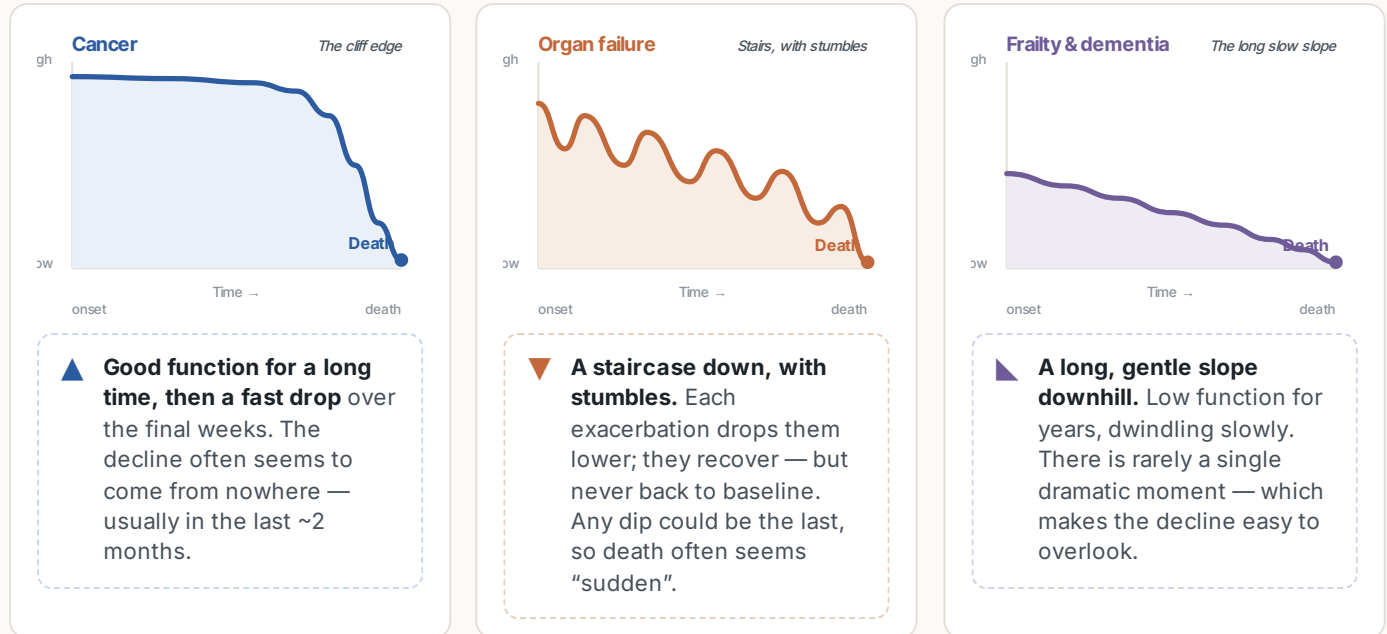 Cancer
The cliff edge
gh
ow
Death
Time →
onset
death
Good function for a long
time, then a fast drop over
the final weeks. The
decline often seems to
come from nowhere —
usually in the last ~2
months.
Organ failure
Stairs, with stumbles
gh
ow
Death
Time →
onset
death
A staircase down, with
stumbles. Each
exacerbation drops them
lower; they recover — but
never back to baseline.
Any dip could be the last,
so death often seems
“sudden”.
Frailty & dementia
The long slow slope
gh
ow
Death
Time →
onset
death
A long, gentle slope
downhill. Low function for
years, dwindling slowly.
There is rarely a single
dramatic moment — which
makes the decline easy to
overlook.